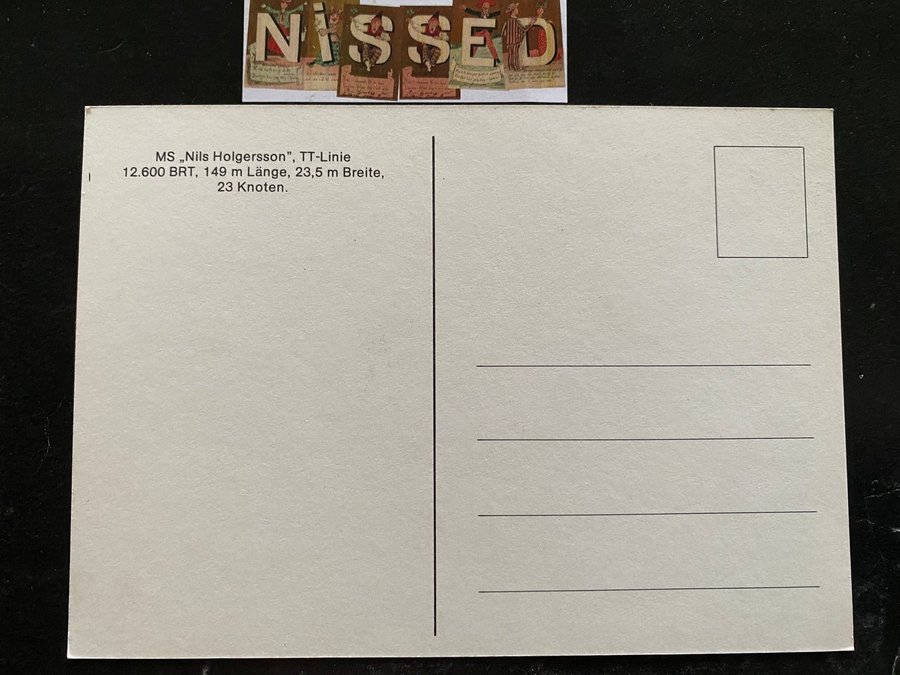 NiSSED
MS „Nils Holgersson”, TT-Linie
12.600 BRT, 149 m Länge, 23,5 m Breite,
23 Knoten.